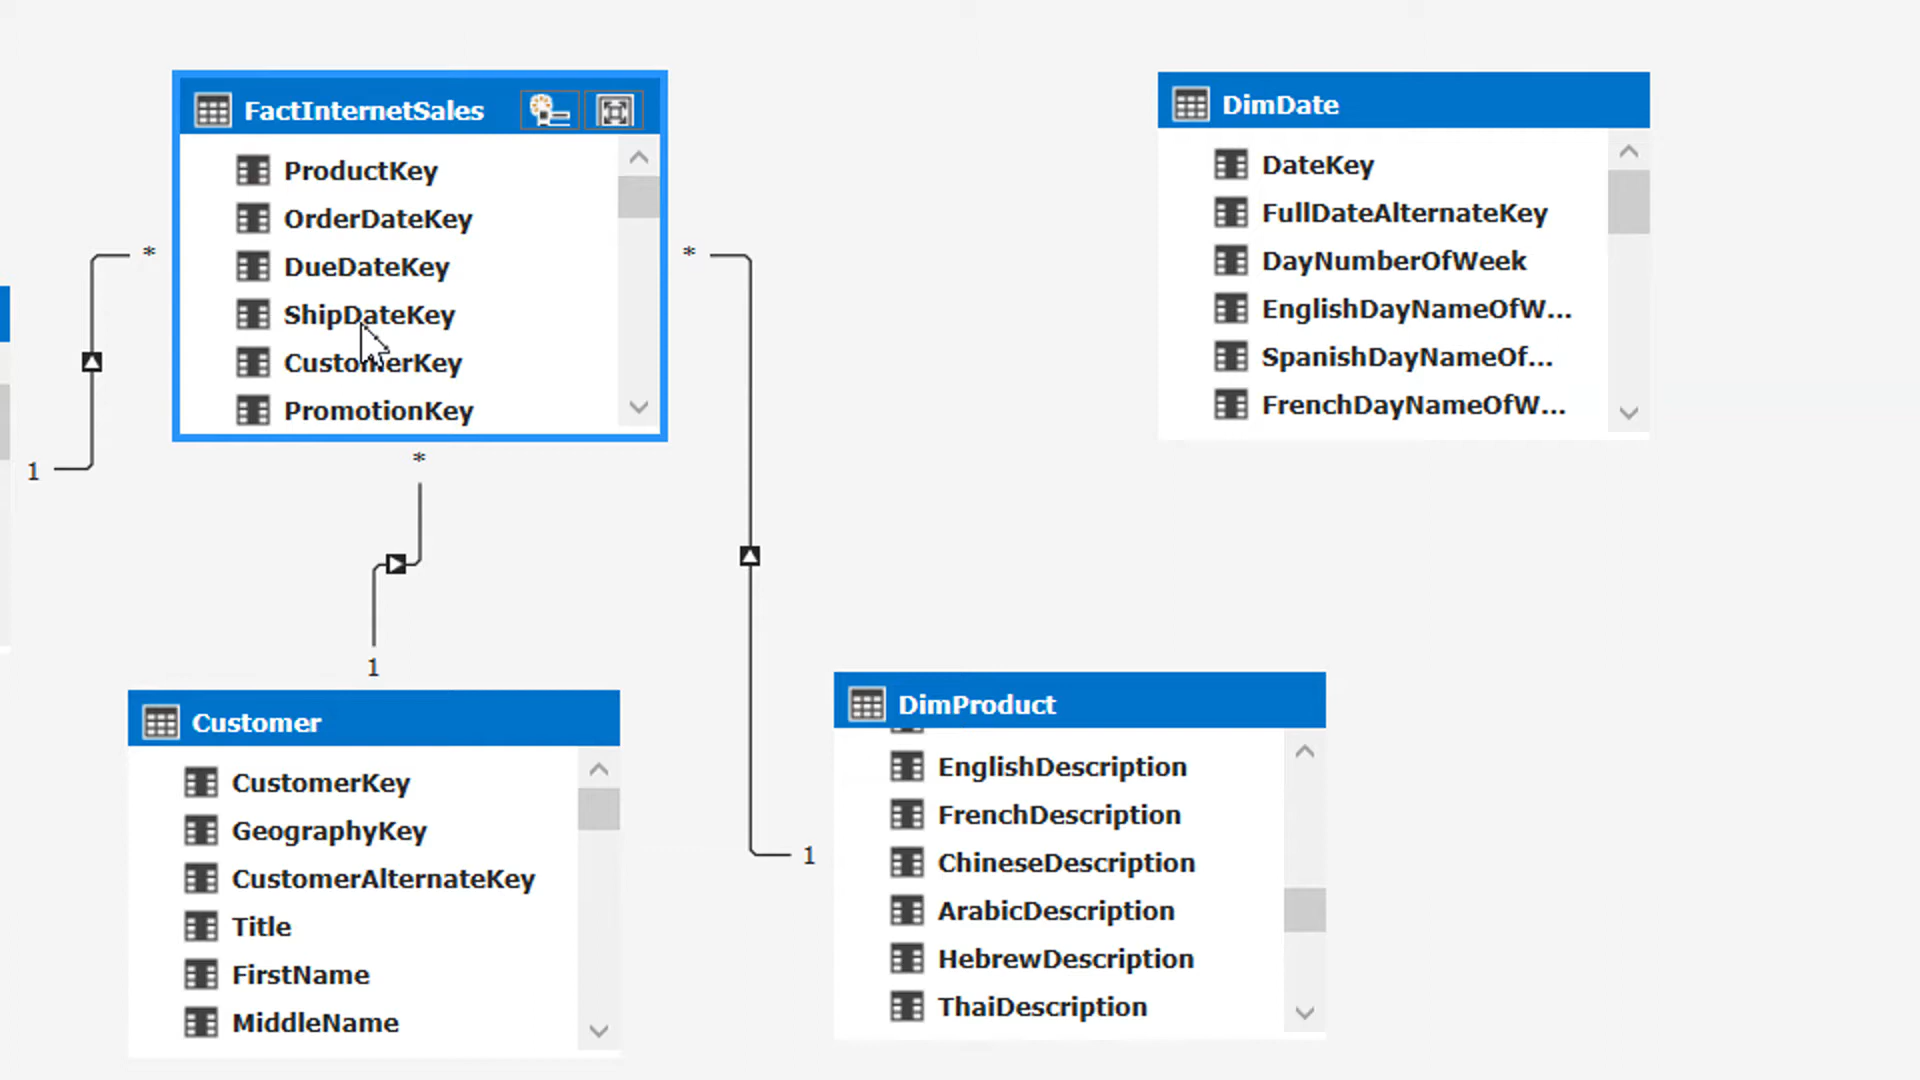 FactInternetSales
ProductKey
OrderDateKey
DueDateKey
ShipDateKey
CustomerKey
PromotionKey
*
*
*
1
1
1
DimDate
DateKey
FullDateAlternateKey
DayNumberOfWeek
EnglishDayNameOfW...
SpanishDayNameOf...
FrenchDayNameOfW...
Customer
CustomerKey
GeographyKey
CustomerAlternateKey
Title
FirstName
MiddleName
DimProduct
EnglishDescription
FrenchDescription
ChineseDescription
ArabicDescription
HebrewDescription
ThaiDescription